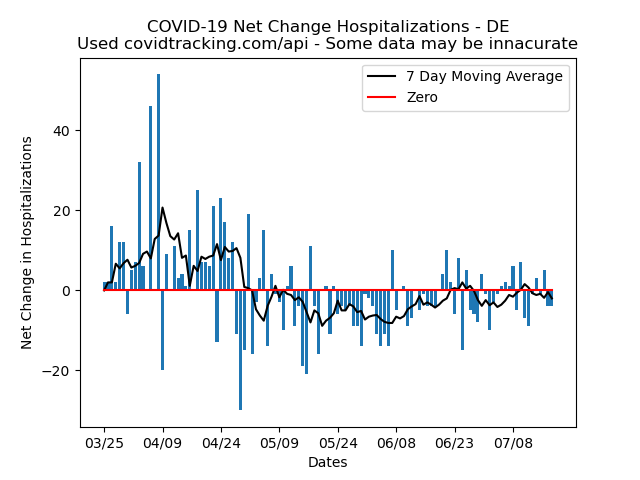 COVID-19 Net Change Hospitalizations - DE
Used covidtracking.com/api - Some data may be innacurate
7 Day Moving Average
Zero
Net Change in Hospitalizations
40
20
0
−20
03/25 04/09 04/24 05/09 05/24 06/08 06/23 07/08
Dates